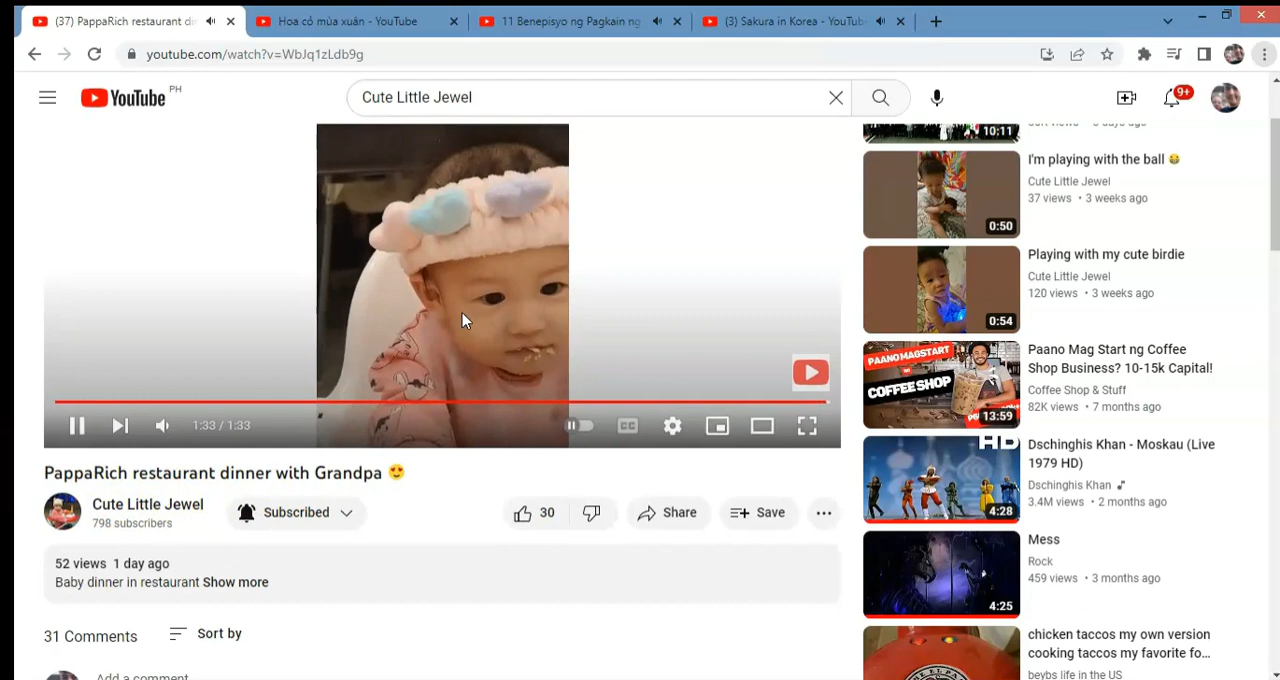 (37) PappaRich restaurant din
Hoa cỏ mùa xuân - YouTube
11 Benepisyo ng Pagkain ng
(3) Sakura in Korea - YouTub
youtube.com/watch?v=WbJq1zLdb9g
YouTube PH
Cute Little Jewel
9+
10:11
I'm playing with the ball
Cute Little Jewel
37 views • 3 weeks ago
0:50
Playing with my cute birdie
Cute Little Jewel
120 views • 3 weeks ago
0:54
PAANO MAG START
COFFEE SHOP
13:59
Paano Mag Start ng Coffee
Shop Business? 10-15k Capital!
Coffee Shop & Stuff
82K views • 7 months ago
HD
4:28
Dschinghis Khan - Moskau (Live
1979 HD)
Dschinghis Khan
3.4M views • 2 months ago
4:25
Mess
Rock
459 views • 3 months ago
chicken taccos my own version
cooking taccos my favorite fo...
beybs life in the US
1:33 / 1:33
CC
PappaRich restaurant dinner with Grandpa 😍
Cute Little Jewel
798 subscribers
Subscribed
30
Share
Save
52 views 1 day ago
Baby dinner in restaurant Show more
31 Comments
Sort by
Add a comment